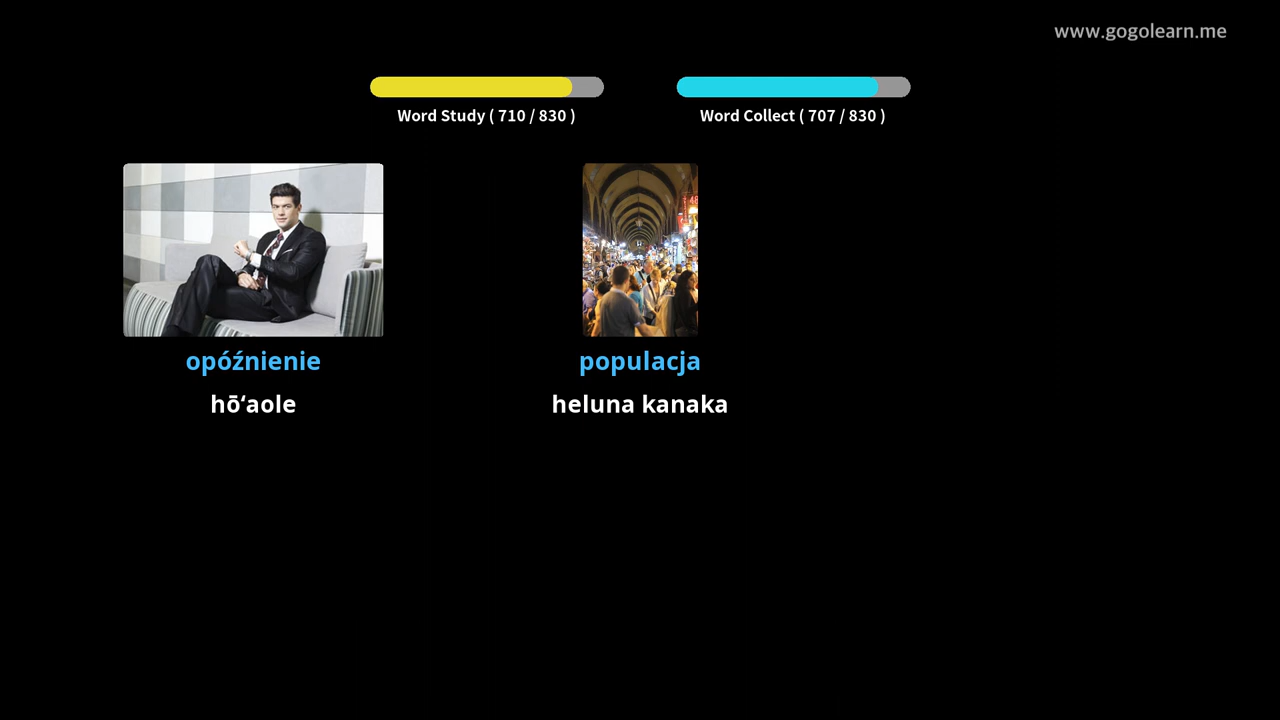 www.gogolearn.me
Word Study ( 710 / 830 )
Word Collect ( 707 / 830 )
opóźnienie
populacja
hōʻaole
heluna kanaka